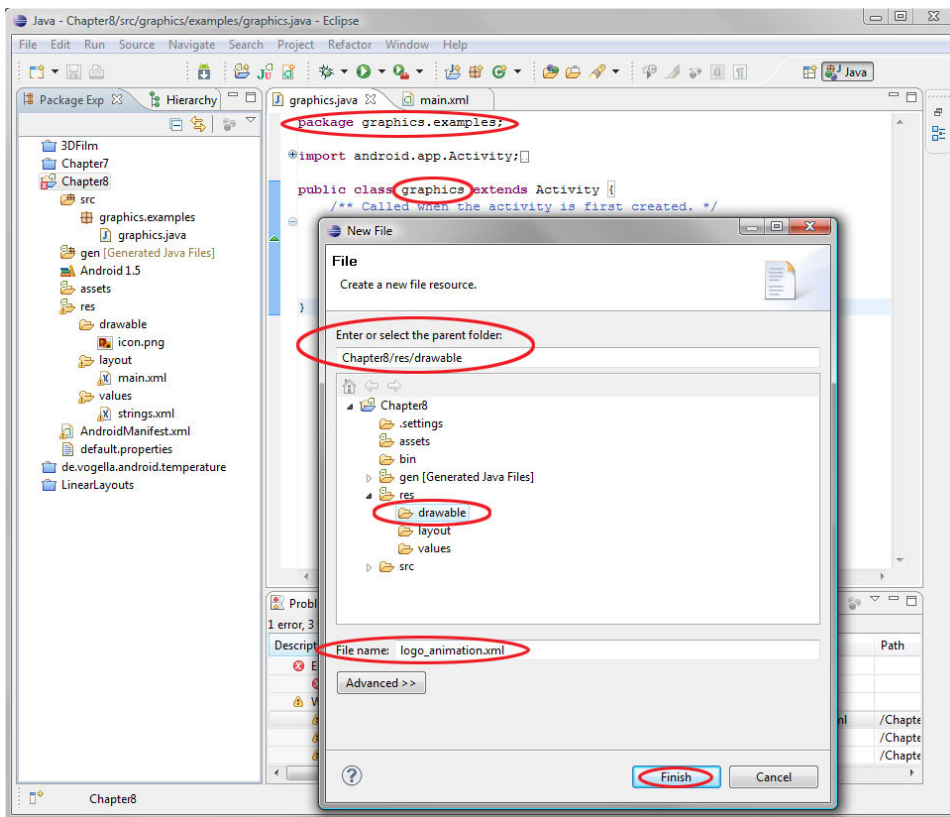 Java - Chapter8/src/graphics/examples/graphics.java - Eclipse
File Edit Run Source Navigate Search Project Refactor Window Help
Java
Package Exp
Hierarchy
graphics.java
main.xml
3DFilm
Chapter7
Chapter8
src
graphics.examples
graphics.java
gen [Generated Java Files]
Android 1.5
assets
res
drawable
icon.png
layout
main.xml
values
strings.xml
AndroidManifest.xml
default.properties
de.vogella.android.temperature
LinearLayouts
package graphics.examples;
import android.app.Activity;
public class graphics extends Activity {
/** Called when the activity is first created. */
}
New File
File
Create a new file resource.
Enter or select the parent folder:
Chapter8/res/drawable
Chapter8
.settings
assets
bin
gen [Generated Java Files]
res
drawable
layout
values
src
File name: logo_animation.xml
Advanced >>
Finish
Cancel
Probl
1 error, 3
Descript
Path
E
W
nl /Chapte
/Chapte
/Chapte
Chapter8